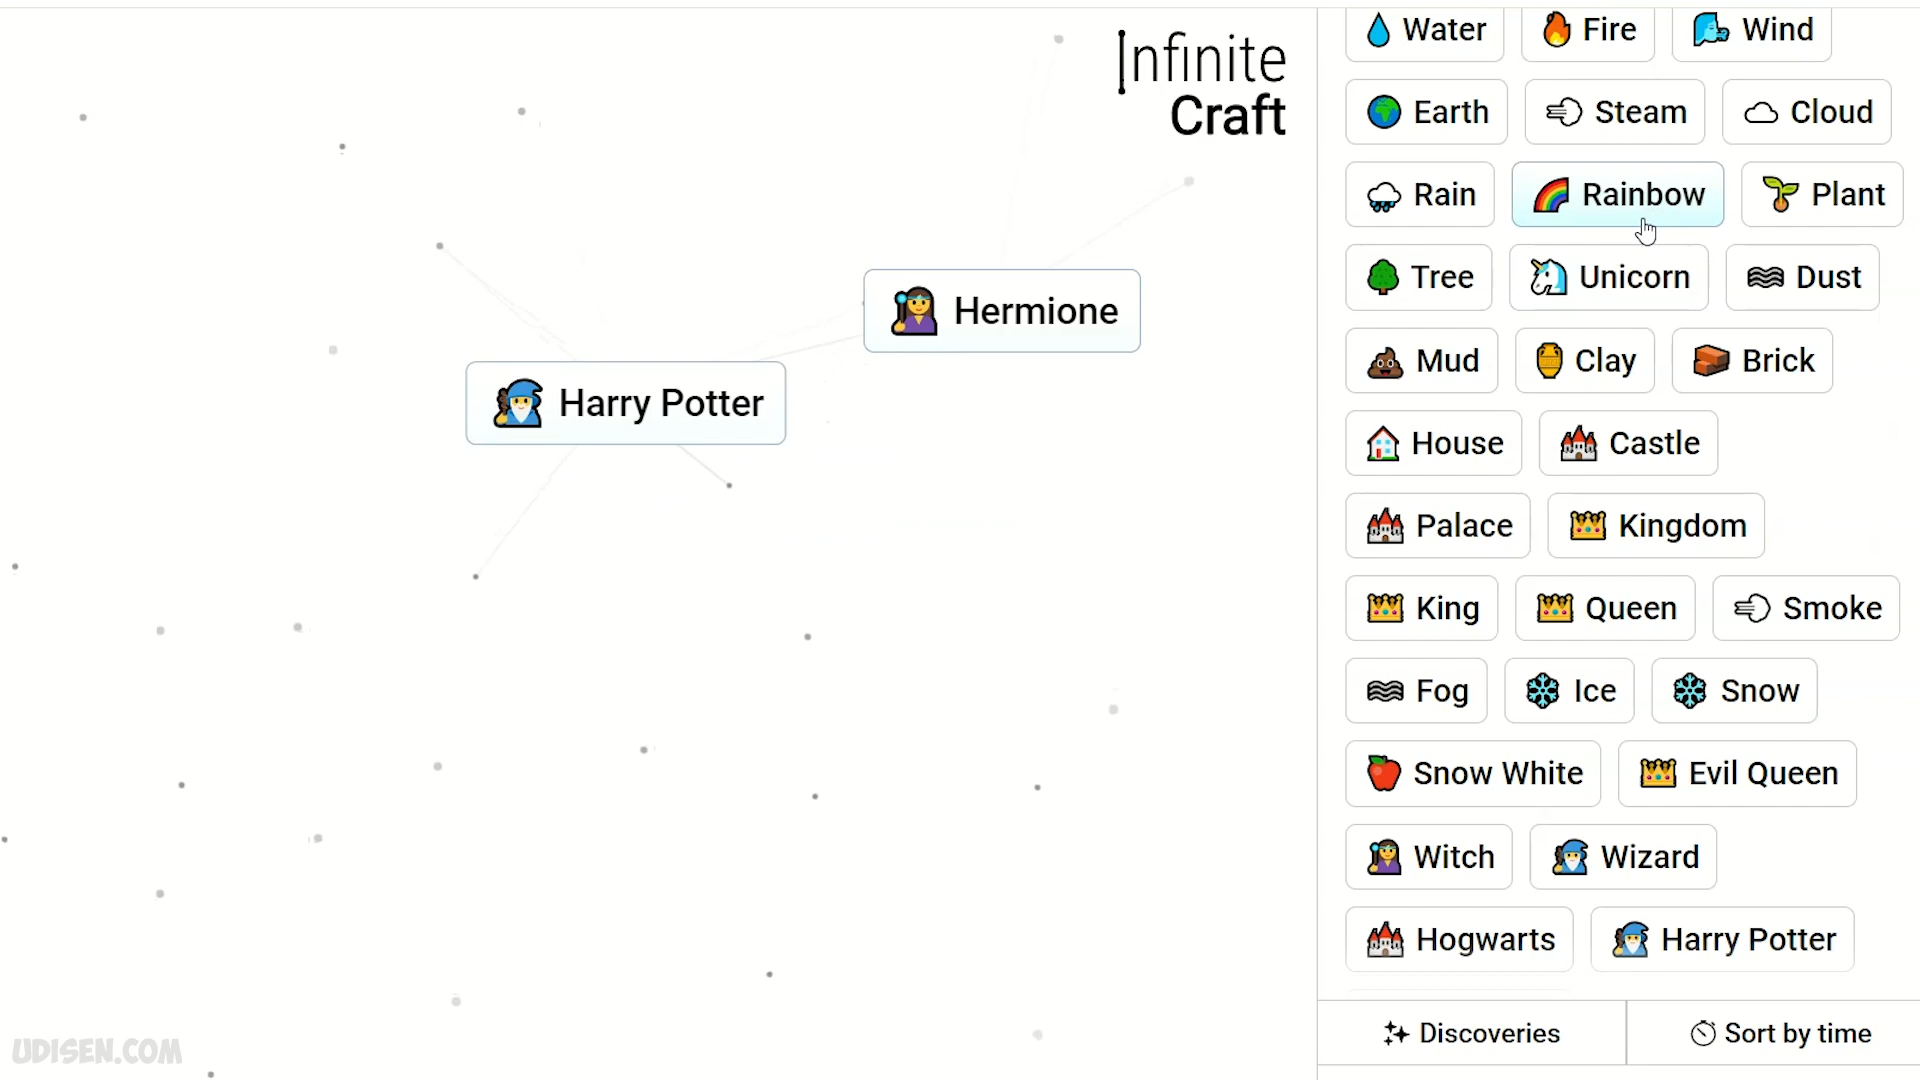 Infinite
Craft
Hermione
Harry Potter
Water Fire Wind
Earth Steam Cloud
Rain Rainbow Plant
Tree Unicorn Dust
Mud Clay Brick
House Castle
Palace Kingdom
King Queen Smoke
Fog Ice Snow
Snow White Evil Queen
Witch Wizard
Hogwarts Harry Potter
Discoveries Sort by time
UDISEN.COM